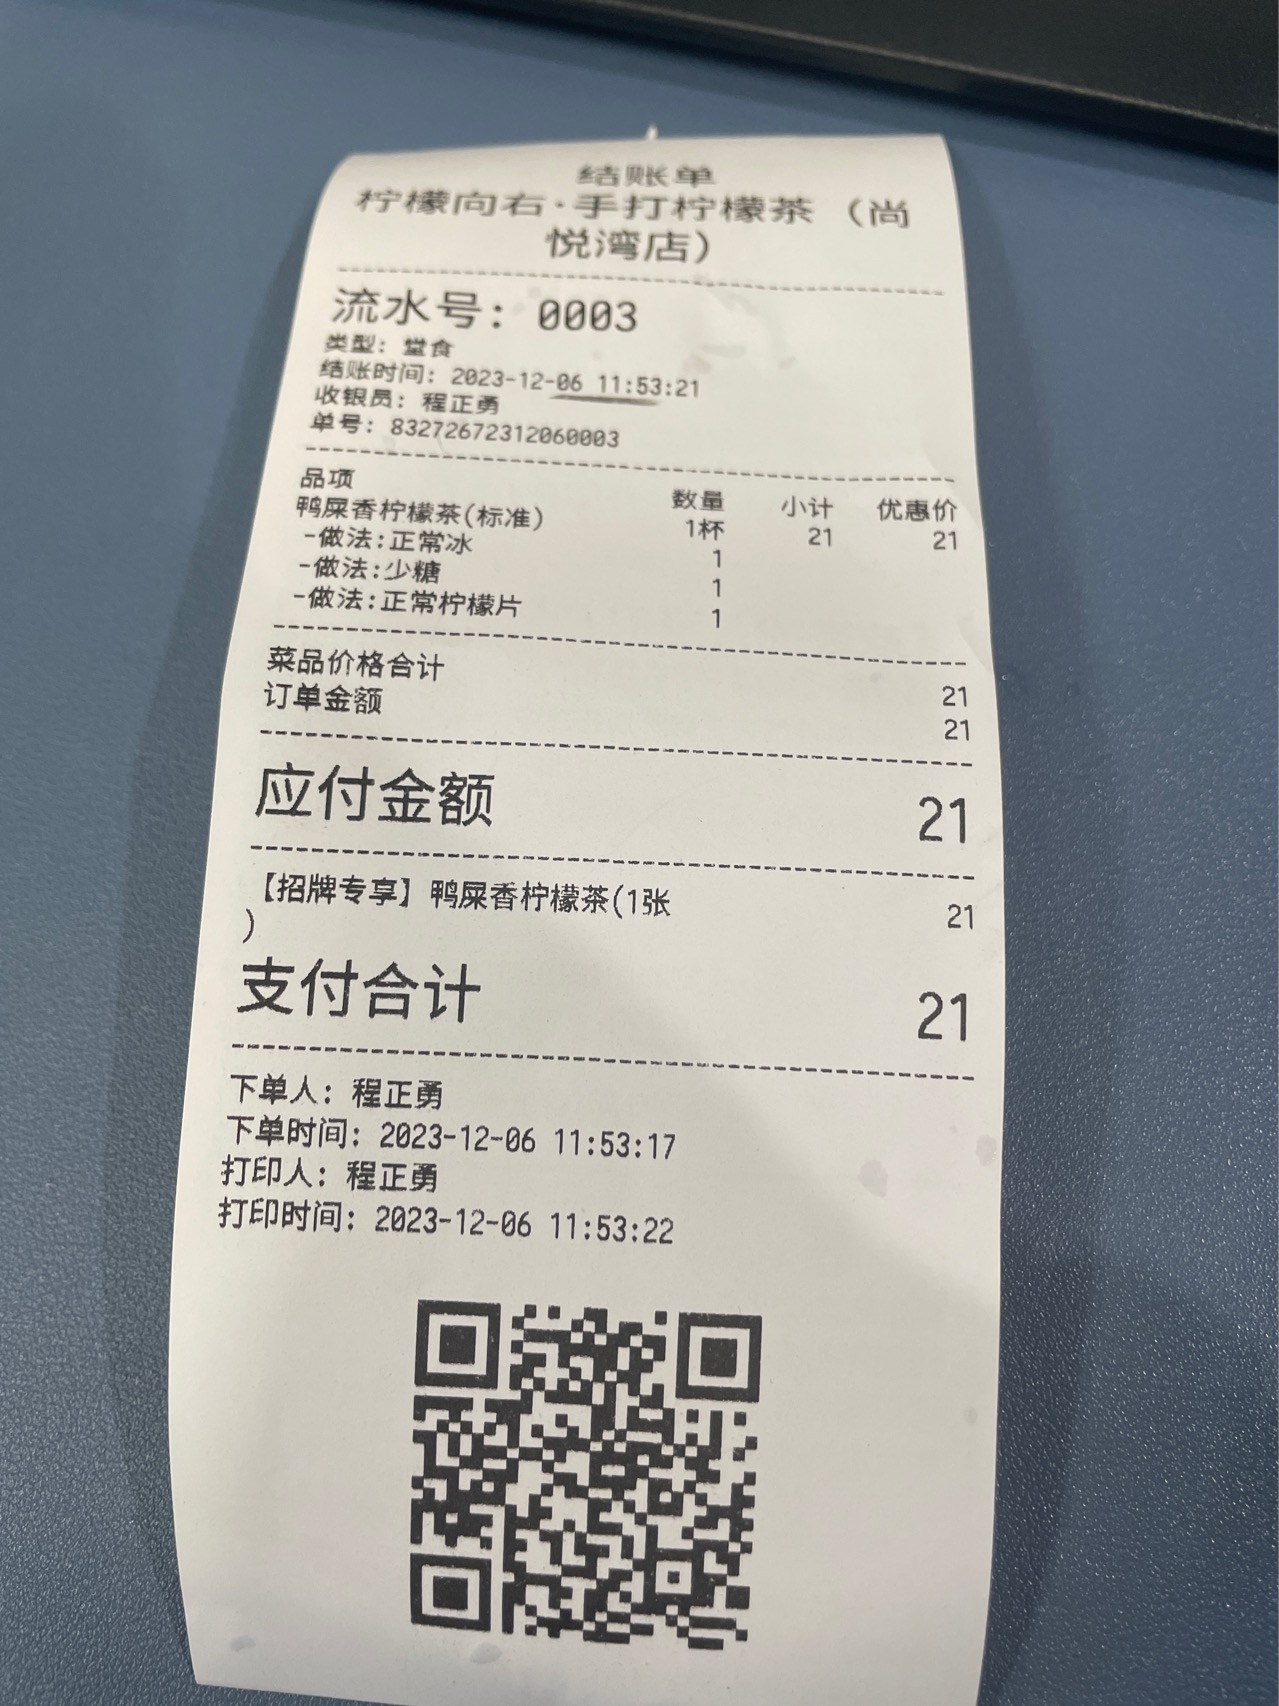 结账单
柠檬向右·手打柠檬茶（尚
悦湾店）
流水号：0003
类型：堂食
结账时间：2023-12-06 11:53:21
收银员：程正勇
单号：83272672312060003
品项 数量 小计 优惠价
鸭屎香柠檬茶(标准) 1杯 21 21
-做法:正常冰 1
-做法:少糖 1
-做法:正常柠檬片 1
菜品价格合计 21
订单金额 21
应付金额 21
【招牌专享】鸭屎香柠檬茶(1张 21
)
支付合计 21
下单人：程正勇
下单时间：2023-12-06 11:53:17
打印人：程正勇
打印时间：2023-12-06 11:53:22